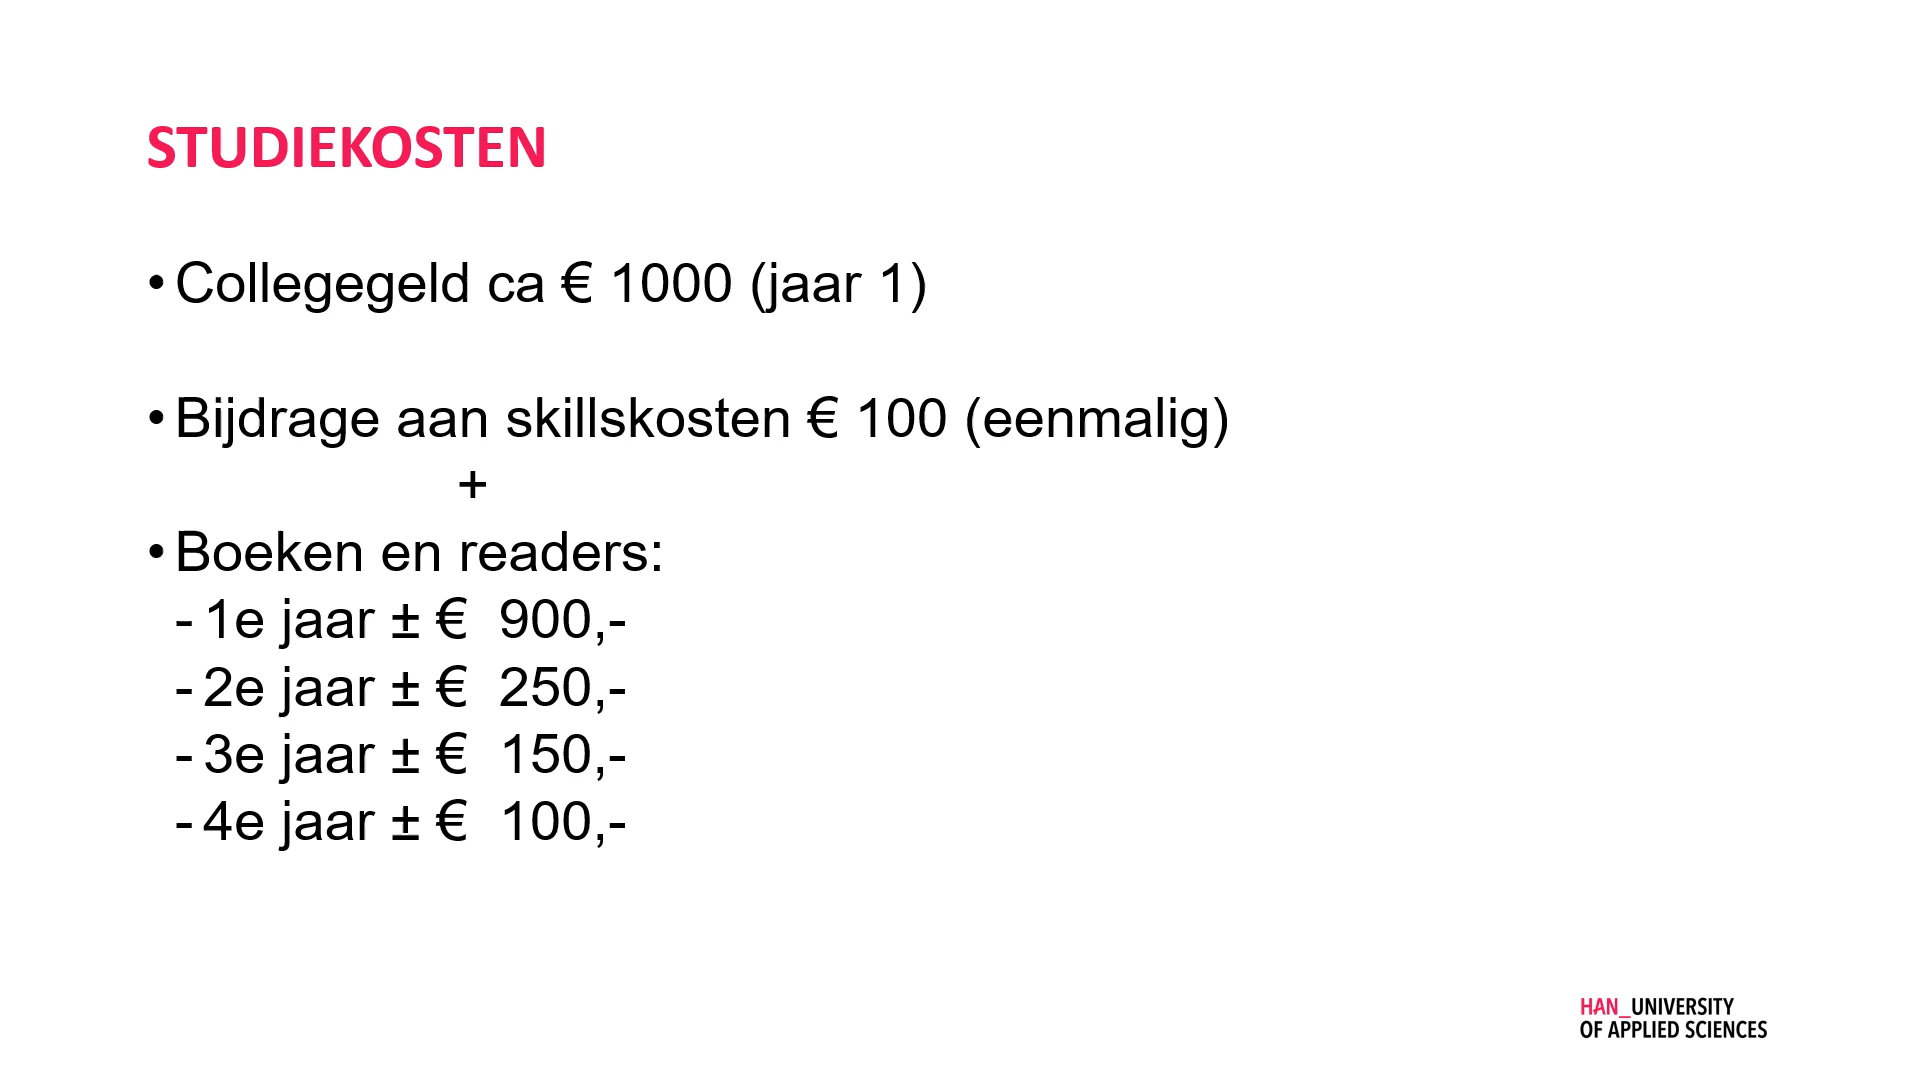 STUDIEKOSTEN
• Collegegeld ca € 1000 (jaar 1)
• Bijdrage aan skillskosten € 100 (eenmalig)
+
• Boeken en readers:
- 1e jaar ± € 900,-
- 2e jaar ± € 250,-
- 3e jaar ± € 150,-
- 4e jaar ± € 100,-
HAN_UNIVERSITY
OF APPLIED SCIENCES